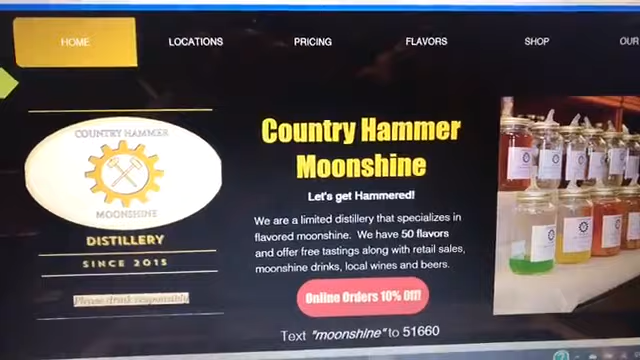 HOME
LOCATIONS
PRICING
FLAVORS
SHOP
OUR
COUNTRY HAMMER
MOONSHINE
DISTILLERY
SINCE 2015
Please drink responsibly
Country Hammer
Moonshine
Let's get Hammered!
We are a limited distillery that specializes in
flavored moonshine. We have 50 flavors
and offer free tastings along with retail sales,
moonshine drinks, local wines and beers.
Online Orders 10% Off!
Text "moonshine" to 51660